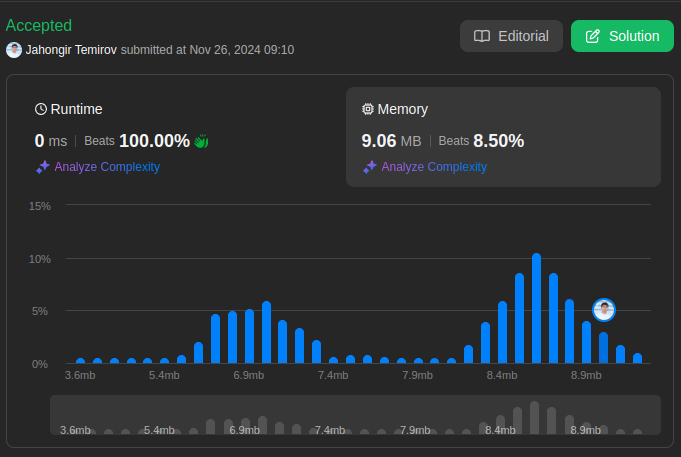 Accepted
Jahongir Temirov submitted at Nov 26, 2024 09:10
Editorial
Solution
Runtime
0 ms | Beats 100.00%
Analyze Complexity
Memory
9.06 MB | Beats 8.50%
Analyze Complexity
15%
10%
5%
0%
3.6mb 5.4mb 6.9mb 7.4mb 7.9mb 8.4mb 8.9mb
3.6mb 5.4mb 6.9mb 7.4mb 7.9mb 8.4mb 8.9mb